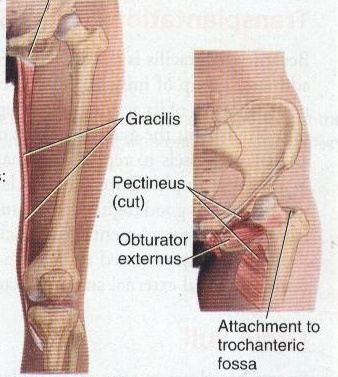 Gracilis
Pectineus
(cut)
Obturator
externus
Attachment to
trochanteric
fossa